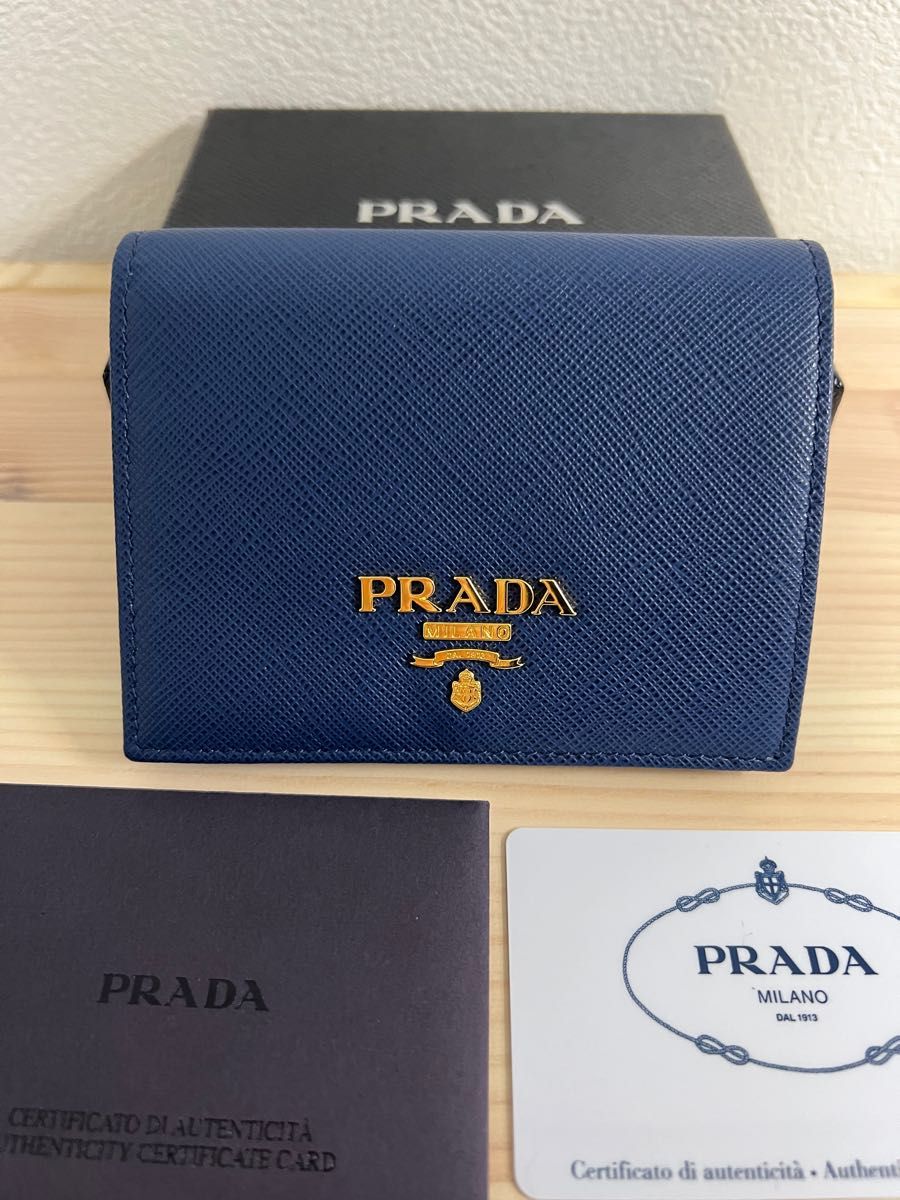 PRADA
PRADA
MILANO
DAL 1913
PRADA
CERTIFICATO DI AUTENTICITÀ
UTHENTICITY CERTIFICATE CARD
PRADA
MILANO
DAL 1913
Certificato di autenticità • Authenti